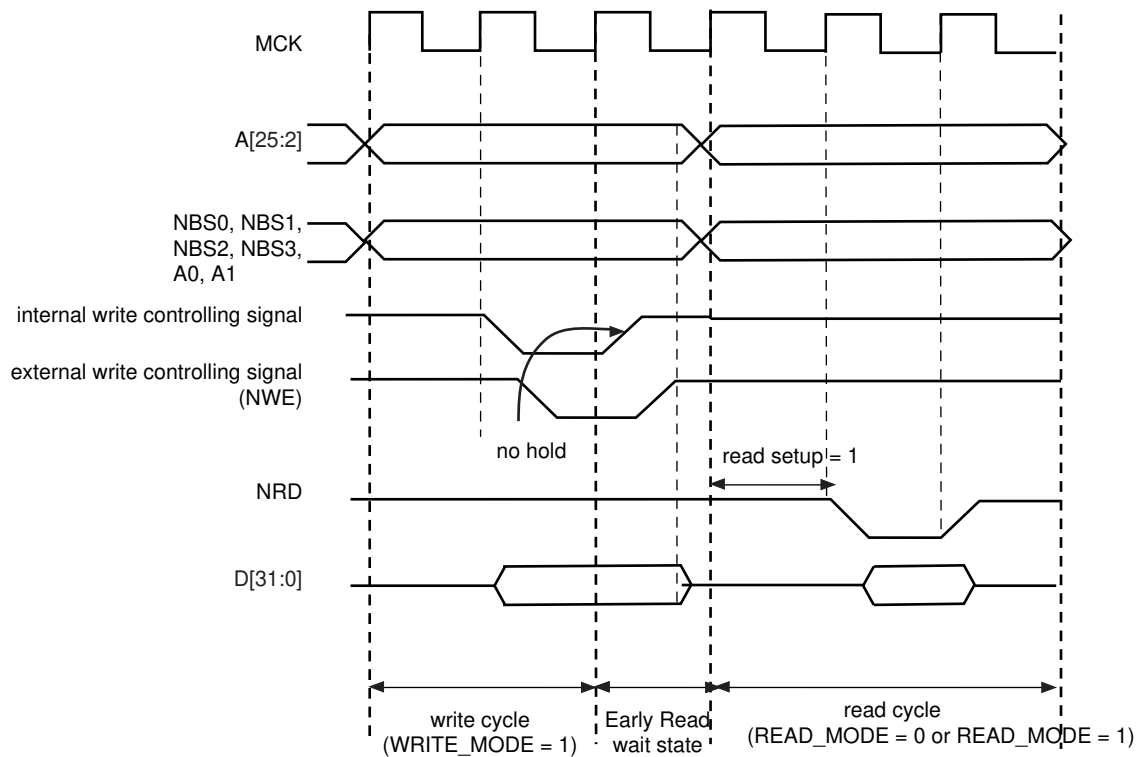 MCK
A[25:2]
NBS0, NBS1,
NBS2, NBS3,
A0, A1
internal write controlling signal
external write controlling signal
(NWE)
no hold
read setup = 1
NRD
D[31:0]
write cycle
(WRITE_MODE = 1)
Early Read
wait state
read cycle
(READ_MODE = 0 or READ_MODE = 1)